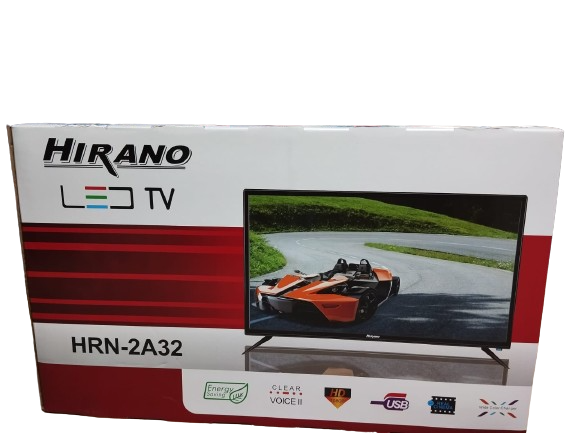 HIRANO
LED TV
HRN-2A32
Energy
Saving
CLEAR
VOICE II
HD
USB